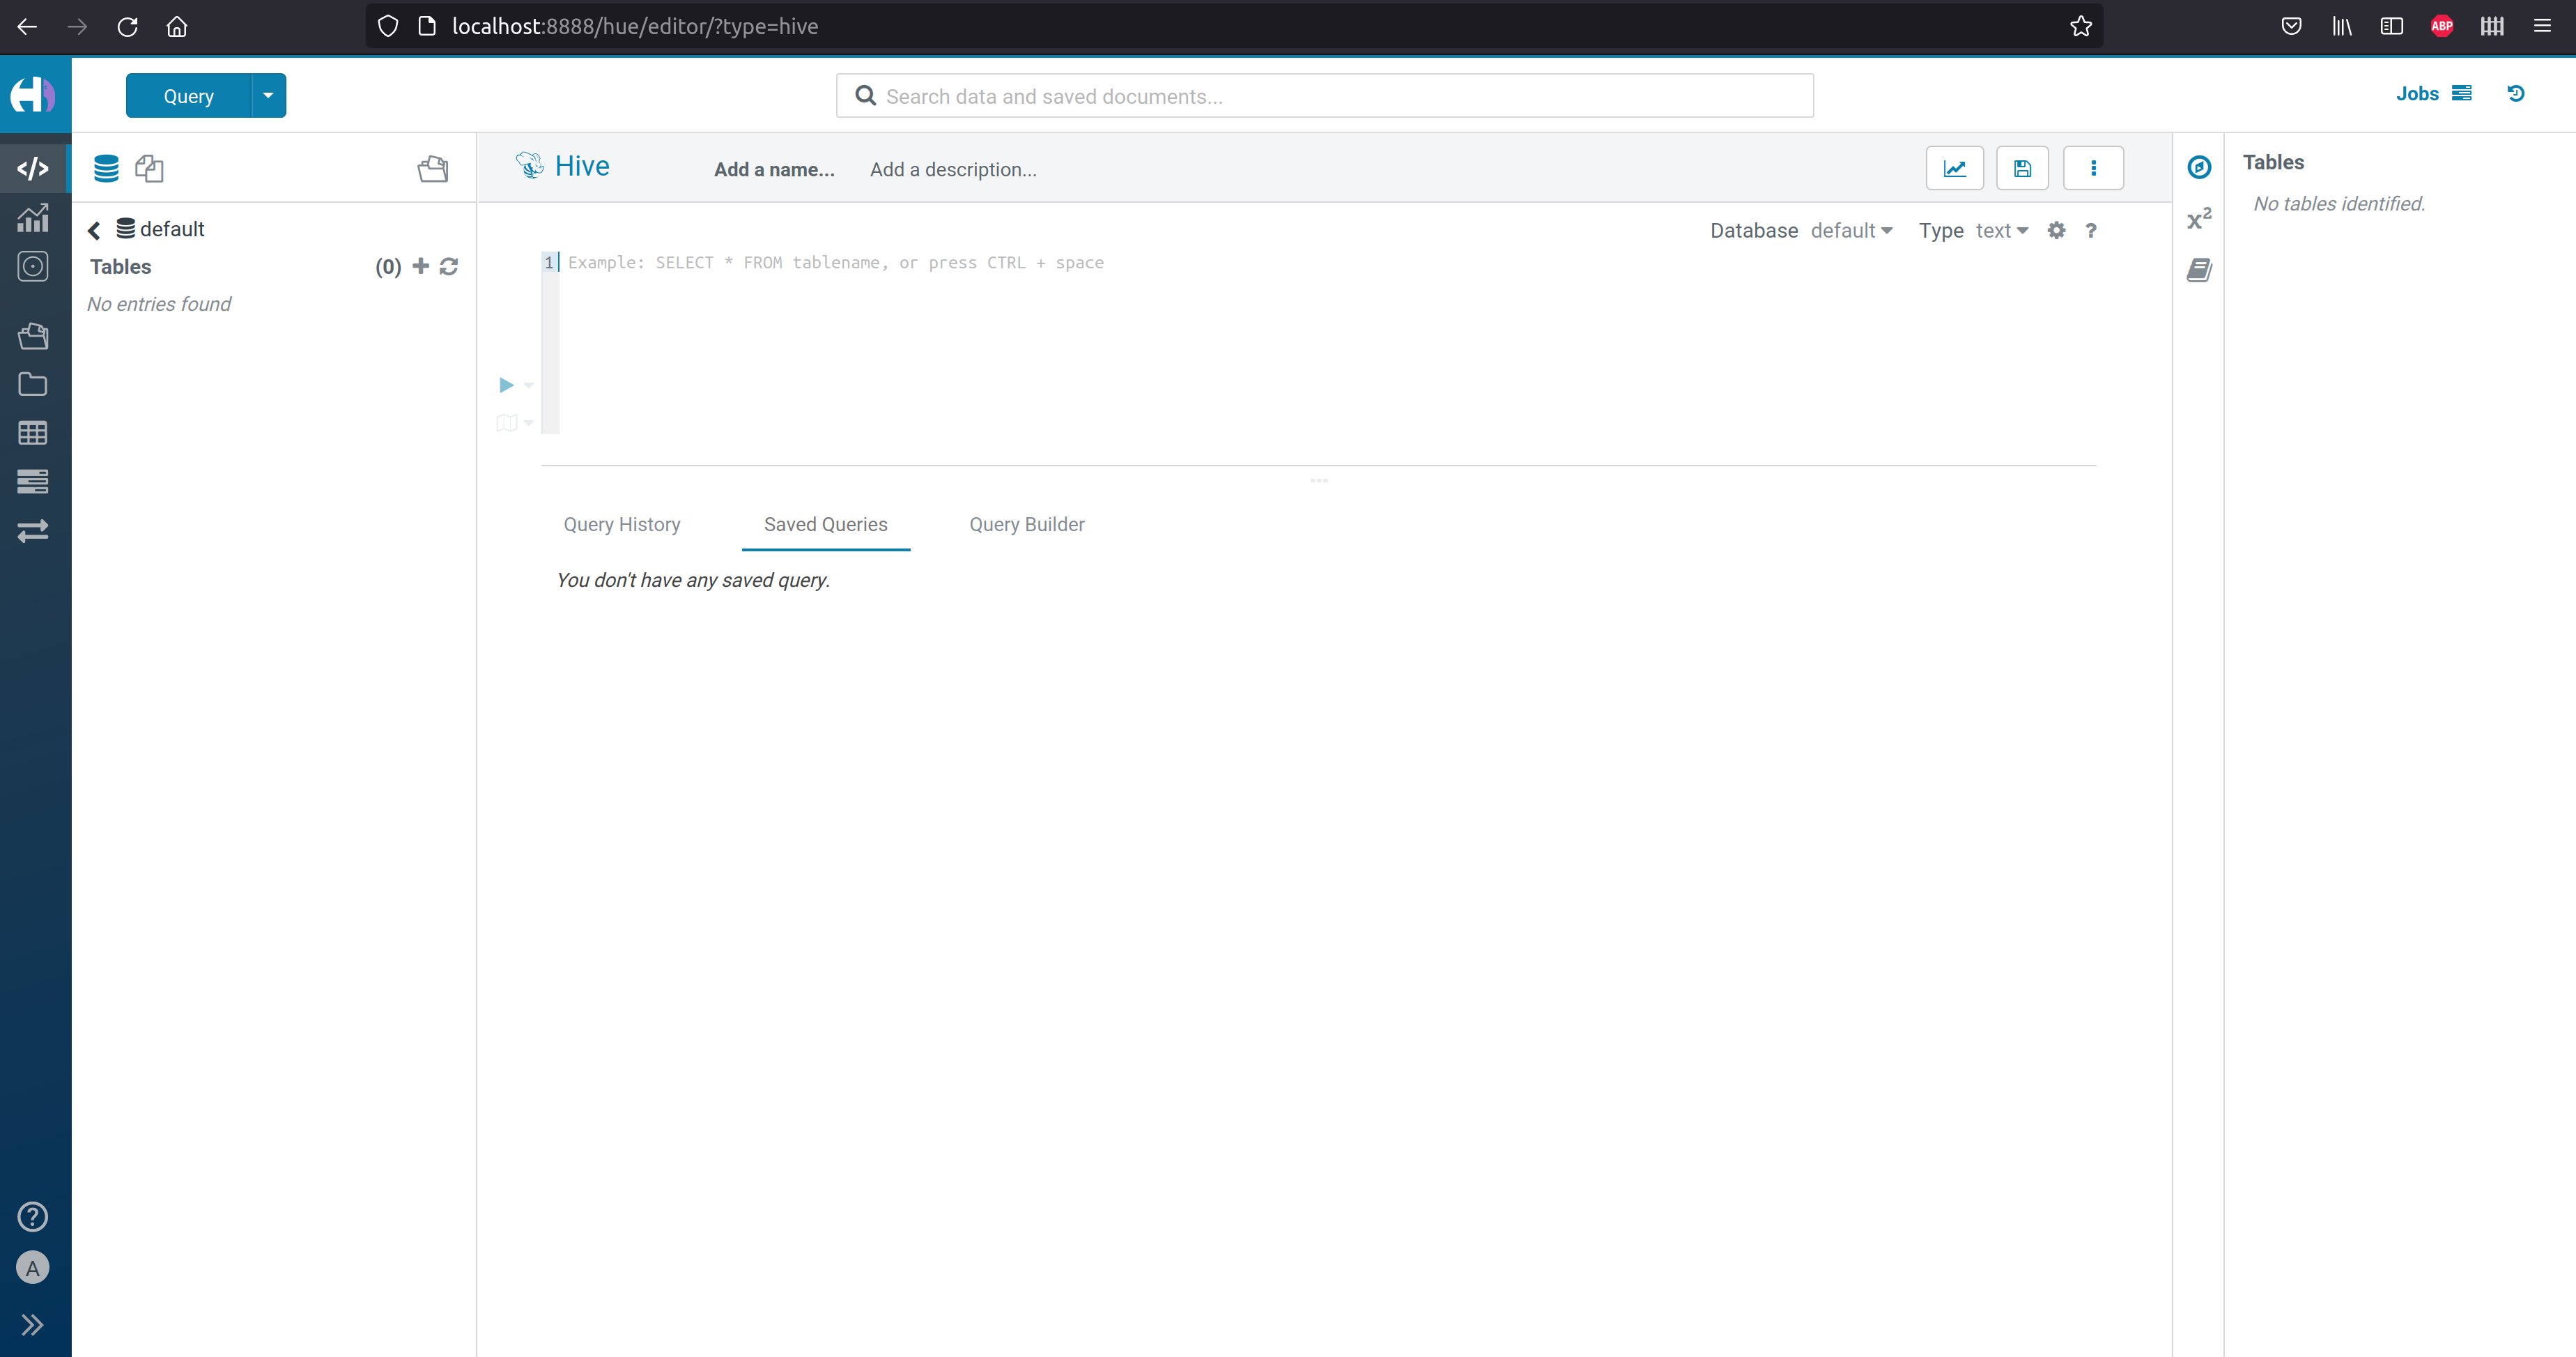 localhost:8888/hue/editor/?type=hive
ABP
Query
Search data and saved documents...
Jobs
Hive
Add a name...
Add a description...
Tables
No tables identified.
x²
default
Tables
(0)
No entries found
Database default
Type text
?
1
Example: SELECT * FROM tablename, or press CTRL + space
Query History
Saved Queries
Query Builder
You don't have any saved query.
?
A